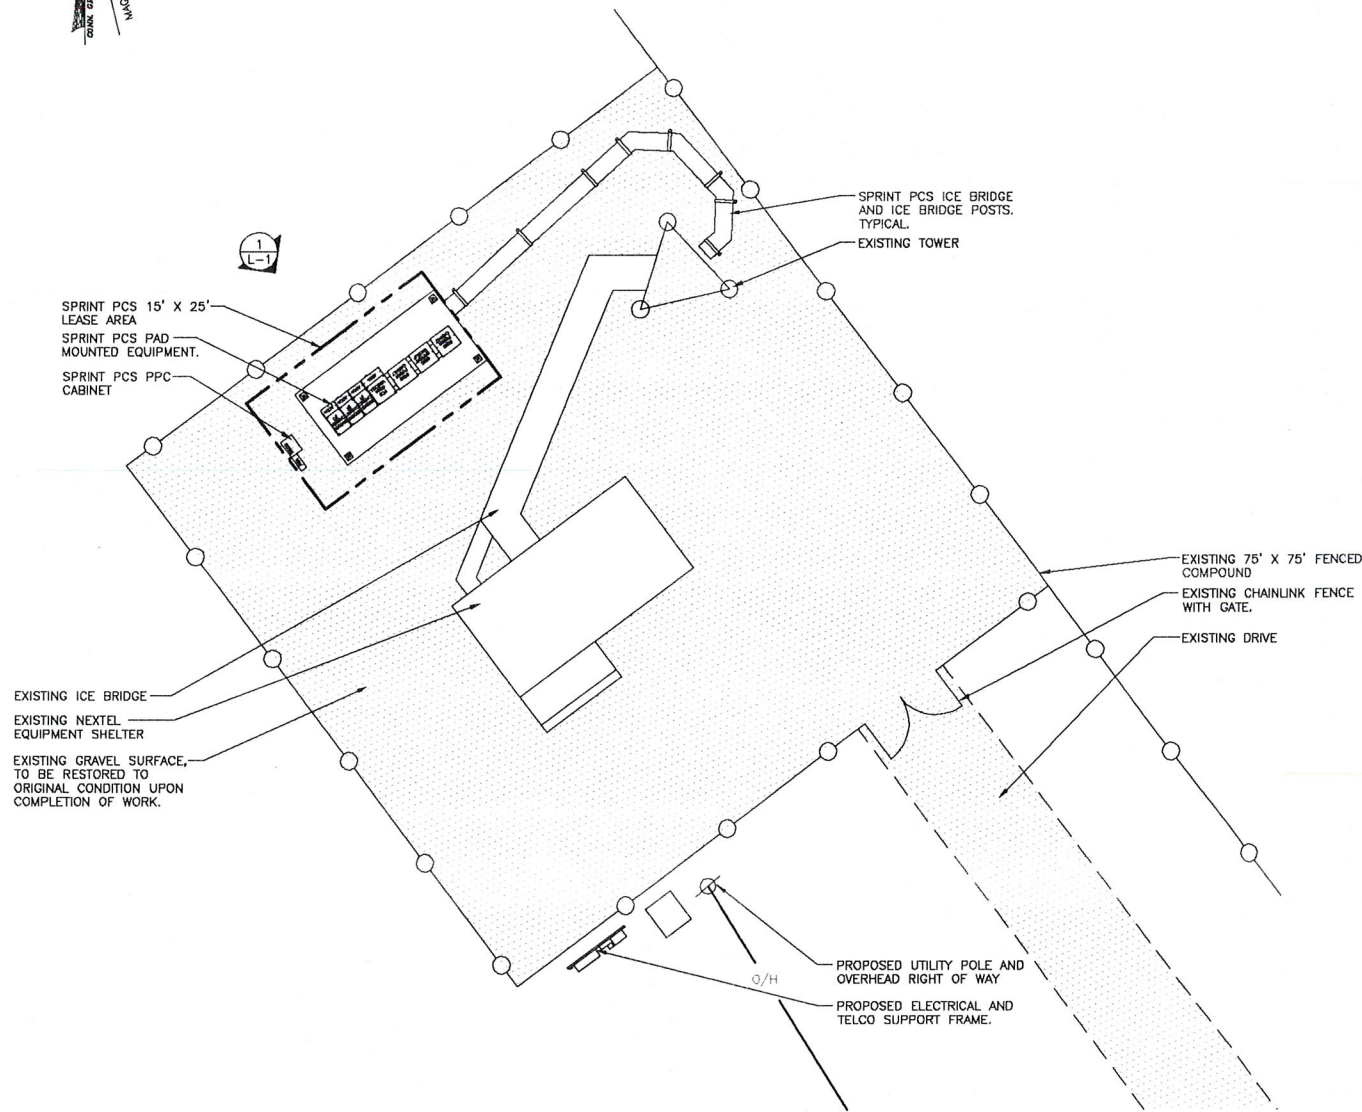 SPRINT PCS ICE BRIDGE
AND ICE BRIDGE POSTS.
TYPICAL.
EXISTING TOWER
1
L-1
SPRINT PCS 15' X 25'
LEASE AREA
SPRINT PCS PAD
MOUNTED EQUIPMENT.
SPRINT PCS PPC
CABINET
EXISTING 75' X 75' FENCED
COMPOUND
EXISTING CHAINLINK FENCE
WITH GATE.
EXISTING DRIVE
EXISTING ICE BRIDGE
EXISTING NEXTEL
EQUIPMENT SHELTER
EXISTING GRAVEL SURFACE,
TO BE RESTORED TO
ORIGINAL CONDITION UPON
COMPLETION OF WORK.
O/H
PROPOSED UTILITY POLE AND
OVERHEAD RIGHT OF WAY
PROPOSED ELECTRICAL AND
TELCO SUPPORT FRAME.